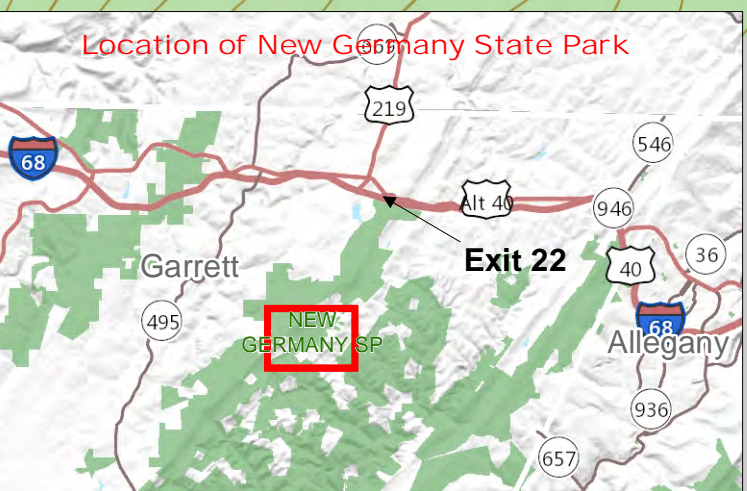 Location of New Germany State Park
669
219
68
546
Alt 40
946
Exit 22
36
40
Garrett
495
NEW
GERMANY SP
68
Allegany
936
657